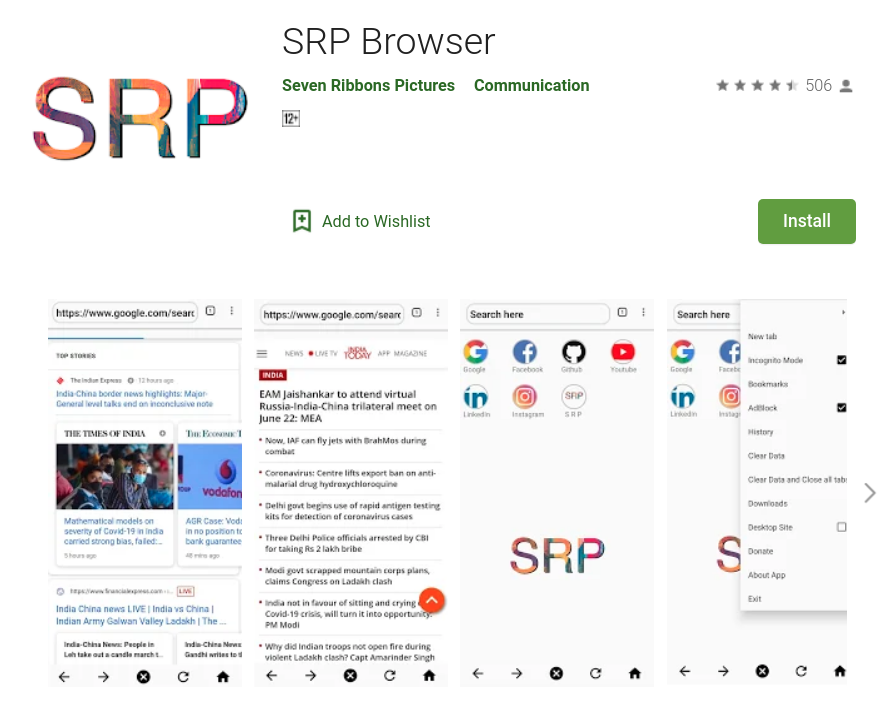 SRP Browser
Seven Ribbons Pictures Communication
506
12+
SRP
Add to Wishlist
Install
https://www.google.com/searc
1
TOP STORIES
The Indian Express 12 hours ago
India-China border news highlights: Major-
General level talks end on inconclusive note
THE TIMES OF INDIA
Mathematical models on
severity of Covid-19 in India
carried strong bias, failed:...
5 hours ago
THE ECONOMIC T
vodafon
AGR Case: Voda
in no position to
bank guarantee
48 mins ago
https://www.financialexpress.com › ... LIVE
India China news LIVE | India vs China |
Indian Army Galwan Valley Ladakh | The ...
India-China News: People in
Leh take out a candle march t...
India-China News:
Gandhi writes to t
https://www.google.com/searc
1
NEWS LIVE TV INDIA TODAY APP MAGAZINE
INDIA
EAM Jaishankar to attend virtual
Russia-India-China trilateral meet on
June 22: MEA
Now, IAF can fly jets with BrahMos during
combat
Coronavirus: Centre lifts export ban on anti-
malarial drug hydroxychloroquine
Delhi govt begins use of rapid antigen testing
kits for detection of coronavirus cases
Three Delhi Police officials arrested by CBI
for taking Rs 2 lakh bribe
Modi govt scrapped mountain corps plans,
claims Congress on Ladakh clash
India not in favour of sitting and crying
Covid-19 crisis, will turn it into opportunity:
PM Modi
Why did Indian troops not open fire during
violent Ladakh clash? Capt Amarinder Singh
Search here
1
Google Facebook Github Youtube
in
LinkedIn Instagram S R P
SRP
SRP
Search here
Google Faceb
in
LinkedIn Instag
S
New tab
Incognito Mode
Bookmarks
AdBlock
History
Clear Data
Clear Data and Close all tabs
Downloads
Desktop Site
Donate
About App
Exit